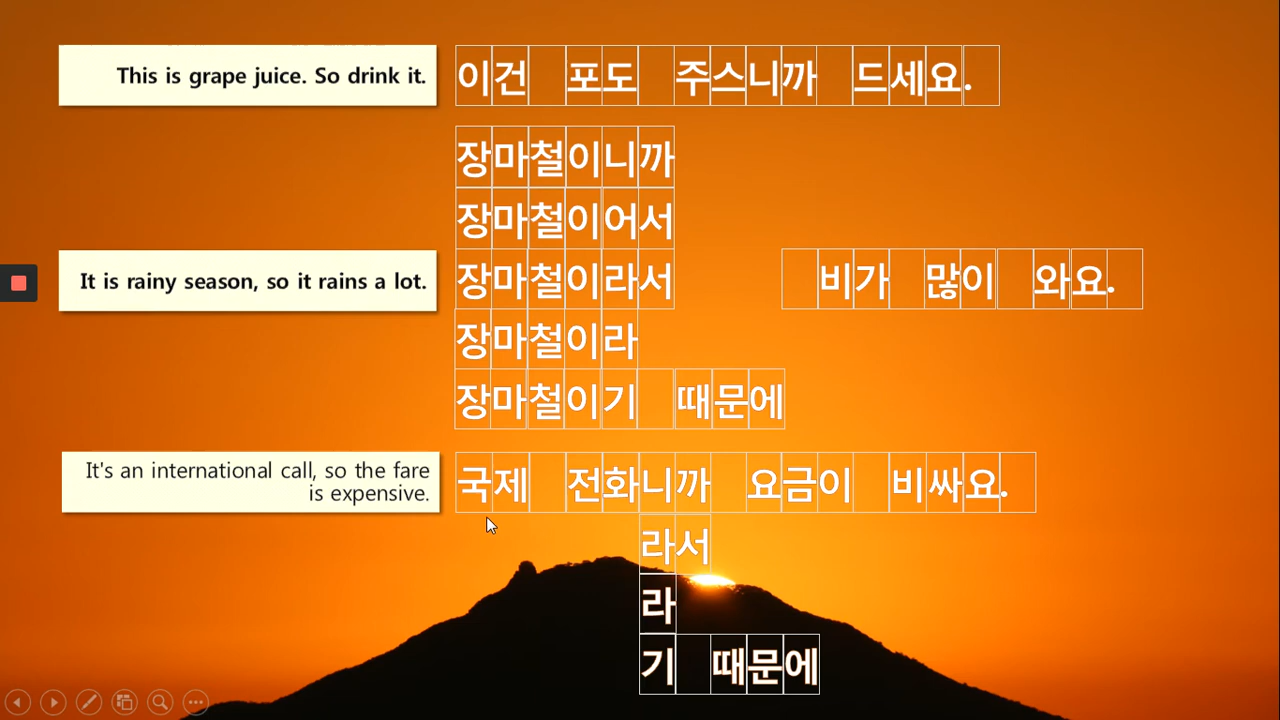 This is grape juice. So drink it.
이건 포도 주스니까 드세요.
장마철이니까
장마철이어서
It is rainy season, so it rains a lot.
장마철이라서 비가 많이 와요.
장마철이라
장마철이기 때문에
It's an international call, so the fare
is expensive.
국제 전화니까 요금이 비싸요.
라서
라
기 때문에